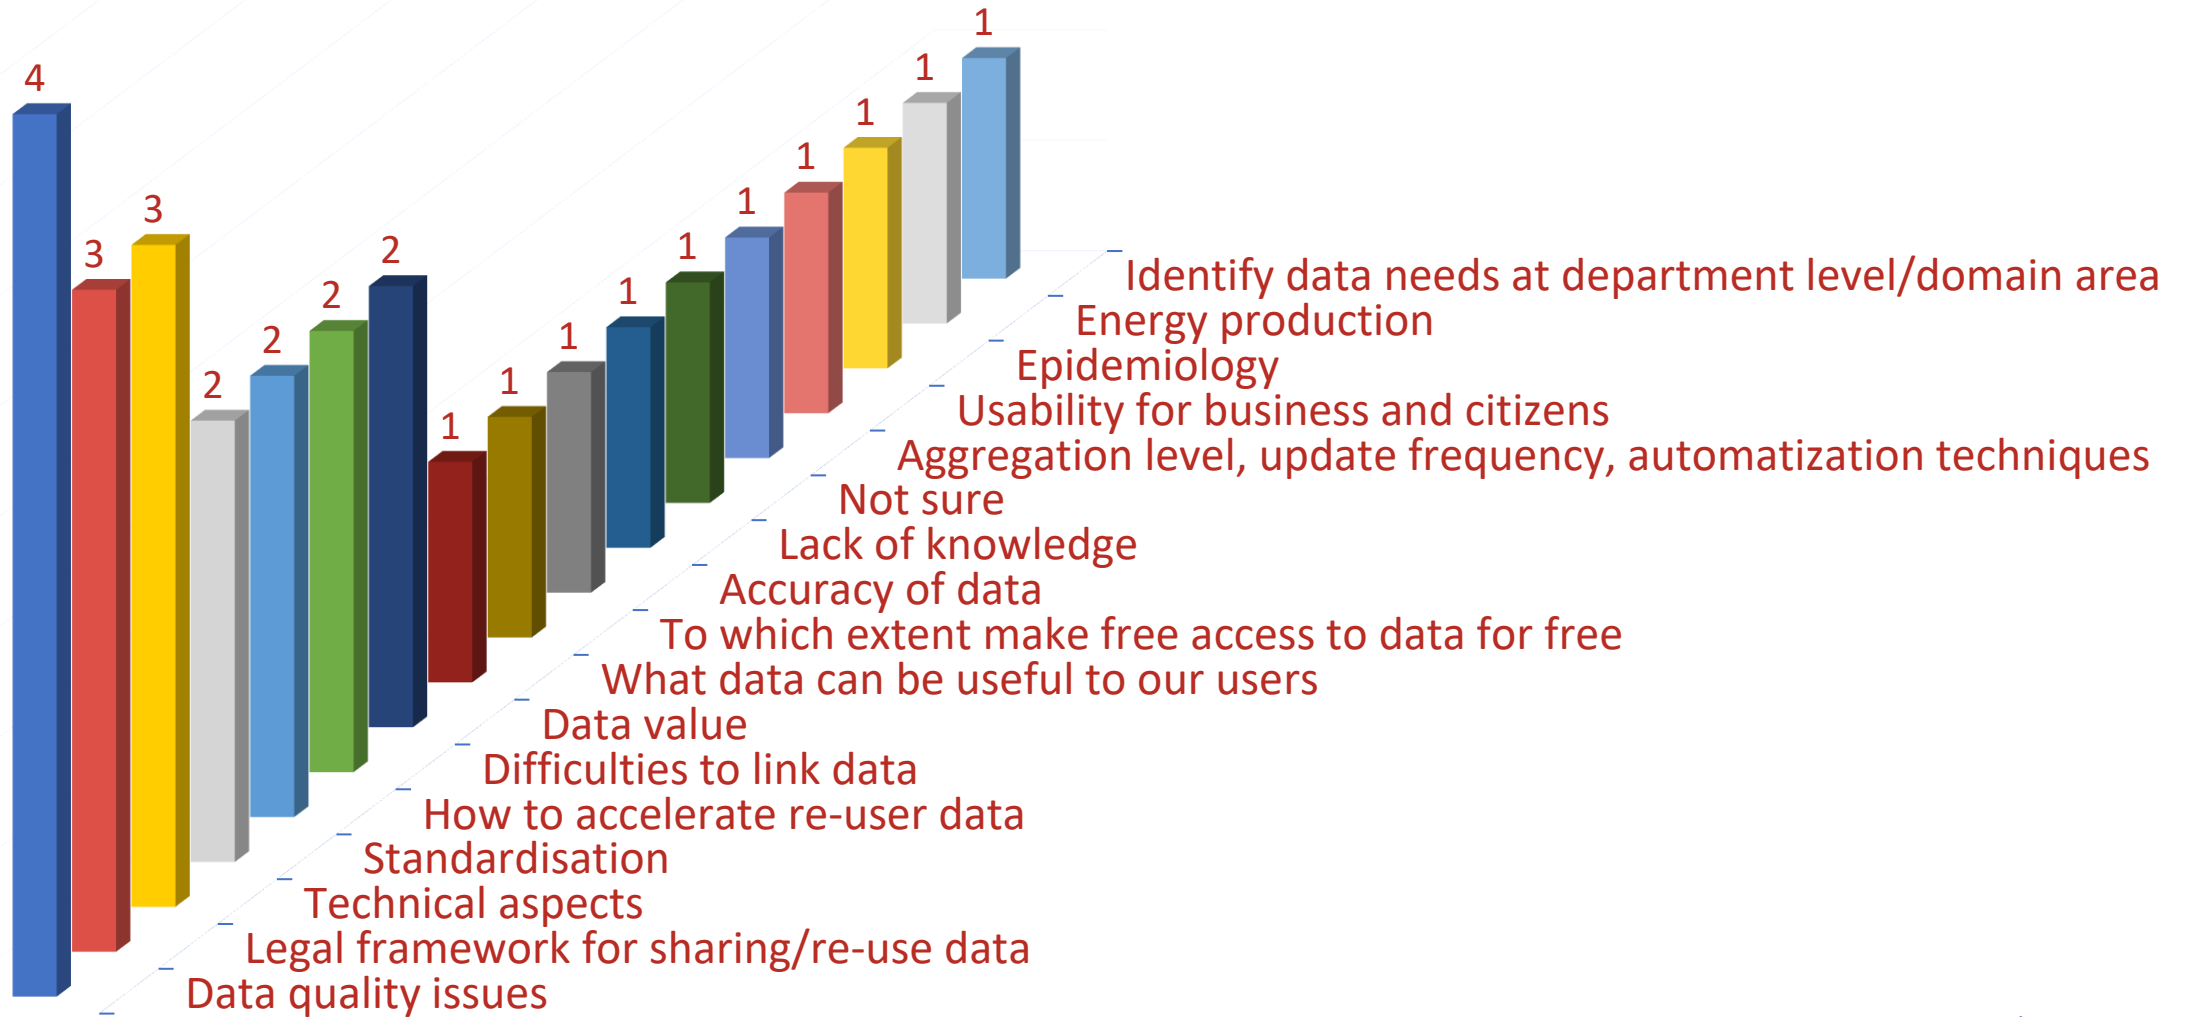 1
1
4
1
1
1
3
1
2
3
1
Identify data needs at department level/domain area
1
2
Energy production
2
1
Epidemiology
2
1
Usability for business and citizens
1
Aggregation level, update frequency, automatization techniques
Not sure
Lack of knowledge
Accuracy of data
To which extent make free access to data for free
What data can be useful to our users
Data value
Difficulties to link data
How to accelerate re-user data
Standardisation
Technical aspects
Legal framework for sharing/re-use data
Data quality issues